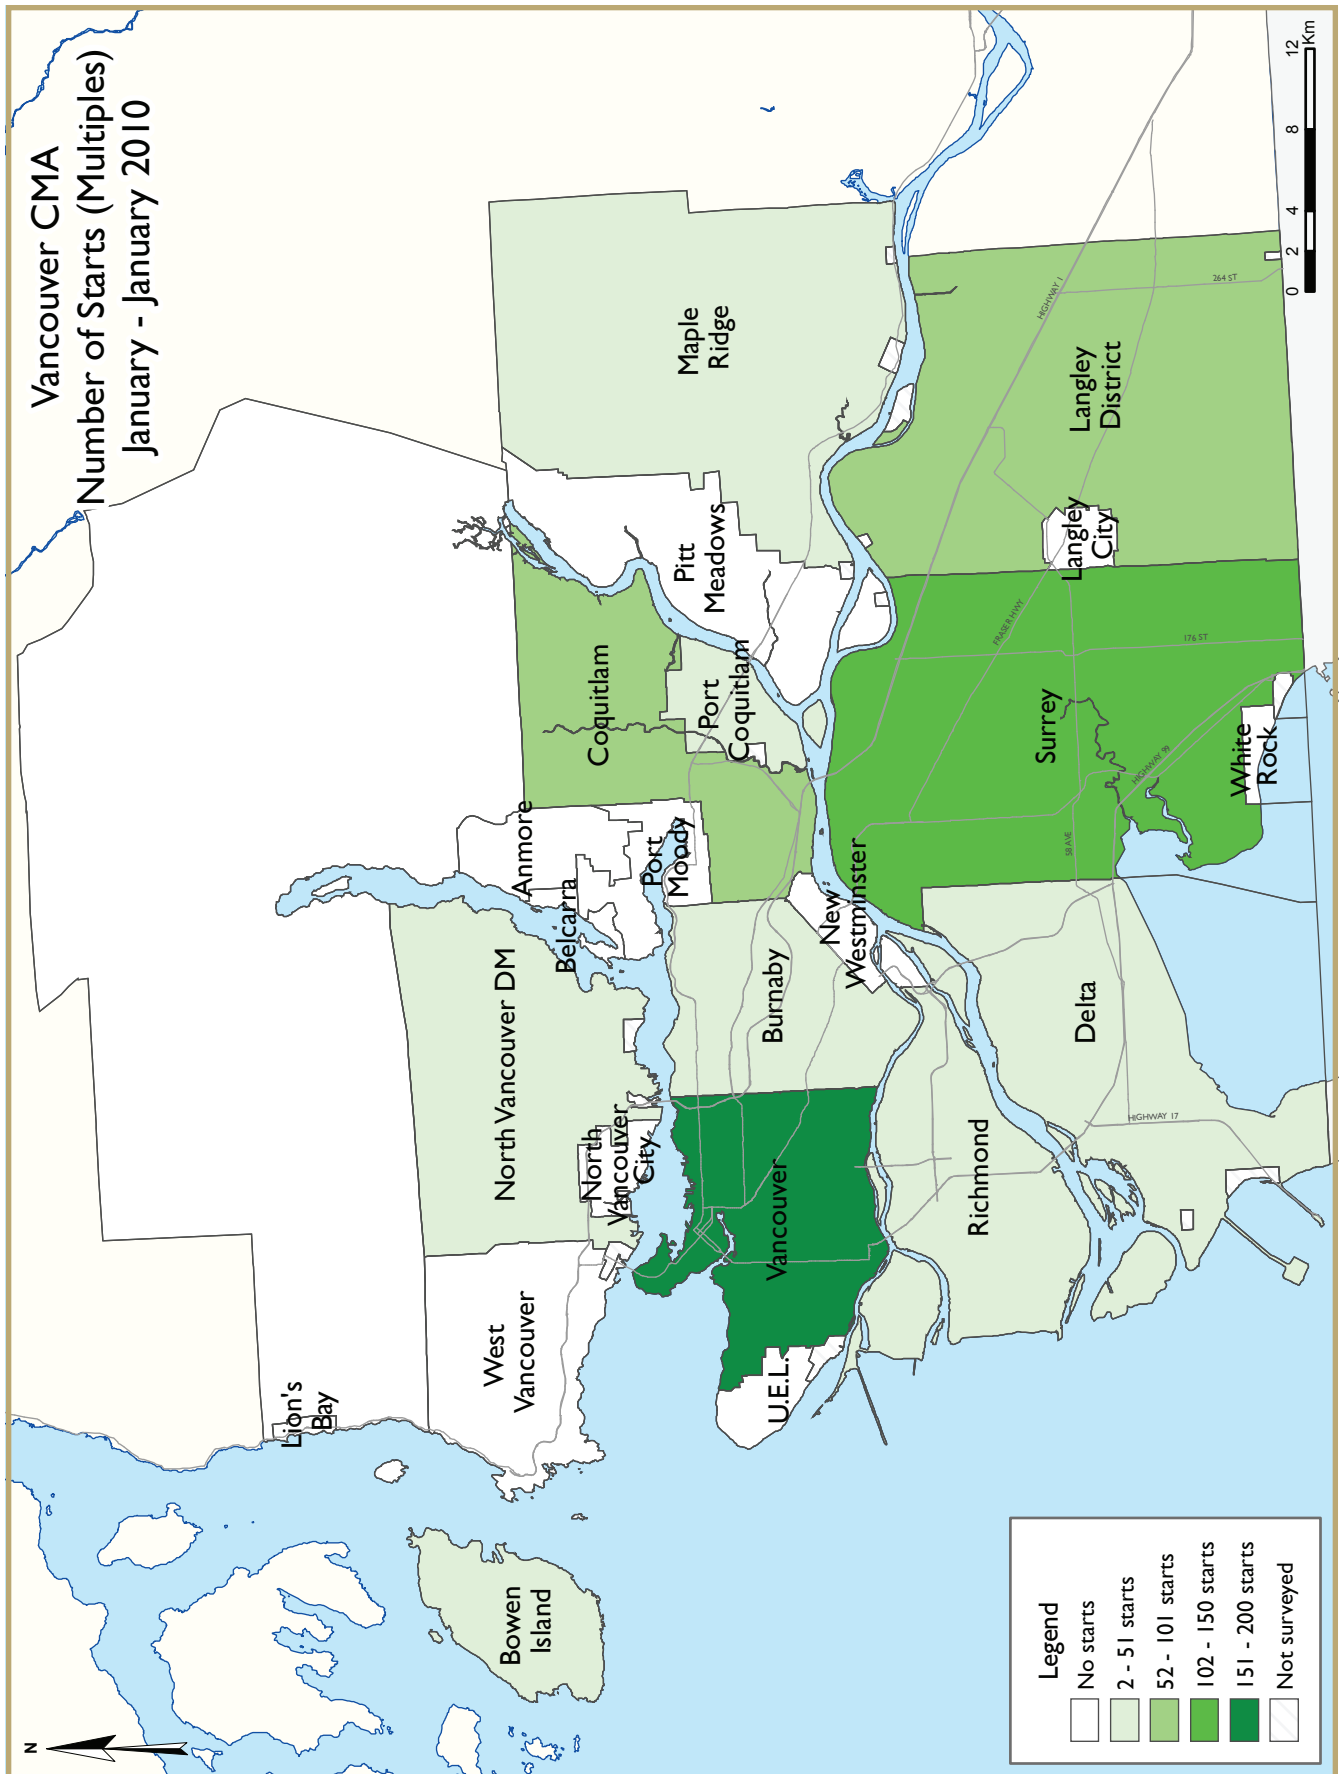 Vancouver CMA
Number of Starts (Multiples)
January - January 2010
N
Lion's
Bay
Bowen
Island
West
Vancouver
North Vancouver DM
North
Vancouver
City
Belcarra
Anmore
Port
Moody
Coquitlam
Port
Coquitlam
Pitt
Meadows
Maple
Ridge
U.E.L.
Vancouver
Burnaby
New
Westminster
Richmond
Delta
Surrey
White
Rock
Langley
City
Langley
District
HIGHWAY 1
264 ST
FRASER HWY
176 ST
HIGHWAY 99
58 AVE
HIGHWAY 17
Legend
No starts
2 - 51 starts
52 - 101 starts
102 - 150 starts
151 - 200 starts
Not surveyed
0 2 4 8 12
Km